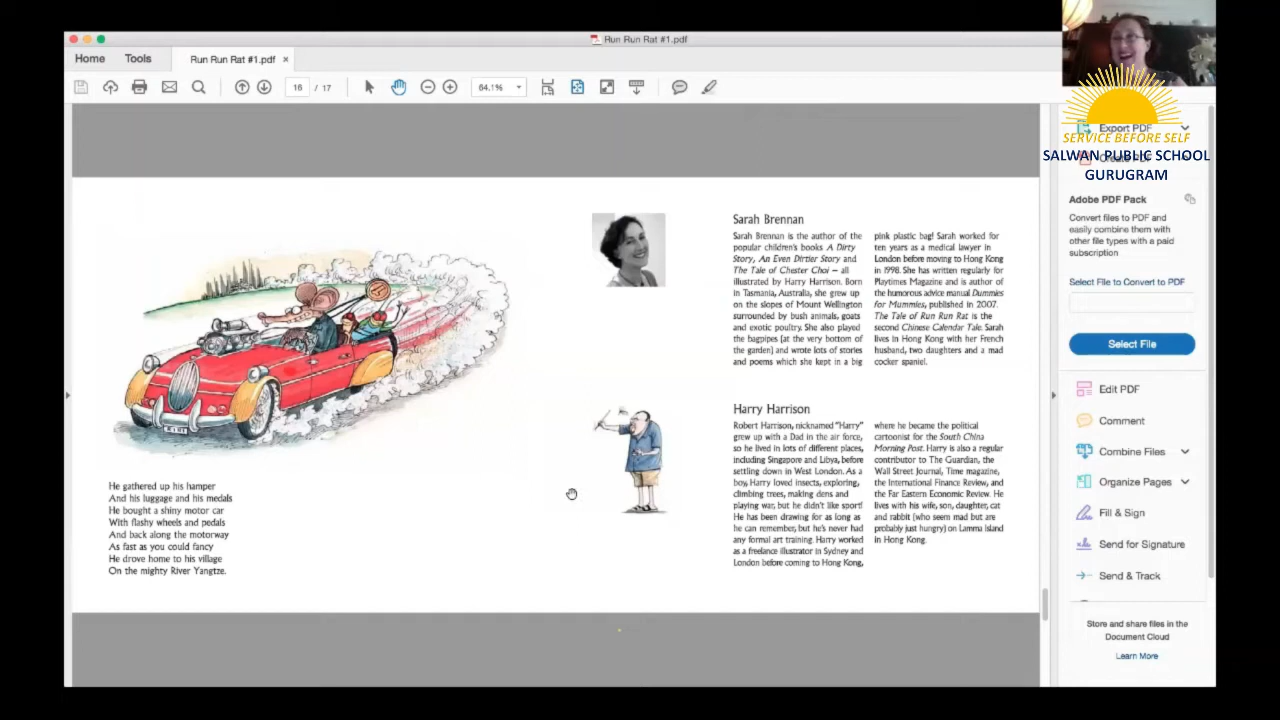 Run Run Rat #1.pdf
Home
Tools
Run Run Rat #1.pdf ×
16 / 17
64.1%
SERVICE BEFORE SELF
SALWAN PUBLIC SCHOOL
GURUGRAM
Export PDF
Adobe PDF Pack
Convert files to PDF and
easily combine them with
other file types with a paid
subscription
Select File to Convert to PDF
Select File
Edit PDF
Comment
Combine Files
Organize Pages
Fill & Sign
Send for Signature
Send & Track
Store and share files in the
Document Cloud
Learn More
He gathered up his hamper
And his luggage and his medals
He bought a shiny motor car
With flashy wheels and pedals
And back along the motorway
As fast as you could fancy
He drove home to his village
On the mighty River Yangtze.
Sarah Brennan
Sarah Brennan is the author of the
popular children's books A Dirty
Story, An Even Dirtier Story and
The Tale of Chester Choi – all
illustrated by Harry Harrison. Born
in Tasmania, Australia, she grew up
on the slopes of Mount Wellington
surrounded by bush animals, goats
and exotic poultry. She also played
the bagpipes (at the very bottom of
the garden) and wrote lots of stories
and poems which she kept in a big
pink plastic bag! Sarah worked for
ten years as a medical lawyer in
London before moving to Hong Kong
in 1998. She has written regularly for
Playtimes Magazine and is author of
the humorous advice manual Dummies
for Mummies, published in 2007.
The Tale of Run Run Rat is the
second Chinese Calendar Tale. Sarah
lives in Hong Kong with her French
husband, two daughters and a mad
cocker spaniel.
Harry Harrison
Robert Harrison, nicknamed "Harry"
grew up with a Dad in the air force,
so he lived in lots of different places,
including Singapore and Libya, before
settling down in West London. As a
boy, Harry loved insects, exploring,
climbing trees, making dens and
playing war, but he didn't like sport!
He has been drawing for as long as
he can remember, but he's never had
any formal art training. Harry worked
as a freelance illustrator in Sydney and
London before coming to Hong Kong,
where he became the political
cartoonist for the South China
Morning Post. Harry is also a regular
contributor to The Guardian, the
Wall Street Journal, Time magazine,
the International Finance Review, and
the Far Eastern Economic Review. He
lives with his wife, son, daughter, cat
and rabbit (who seem mad but are
probably just hungry) on Lamma Island
in Hong Kong.